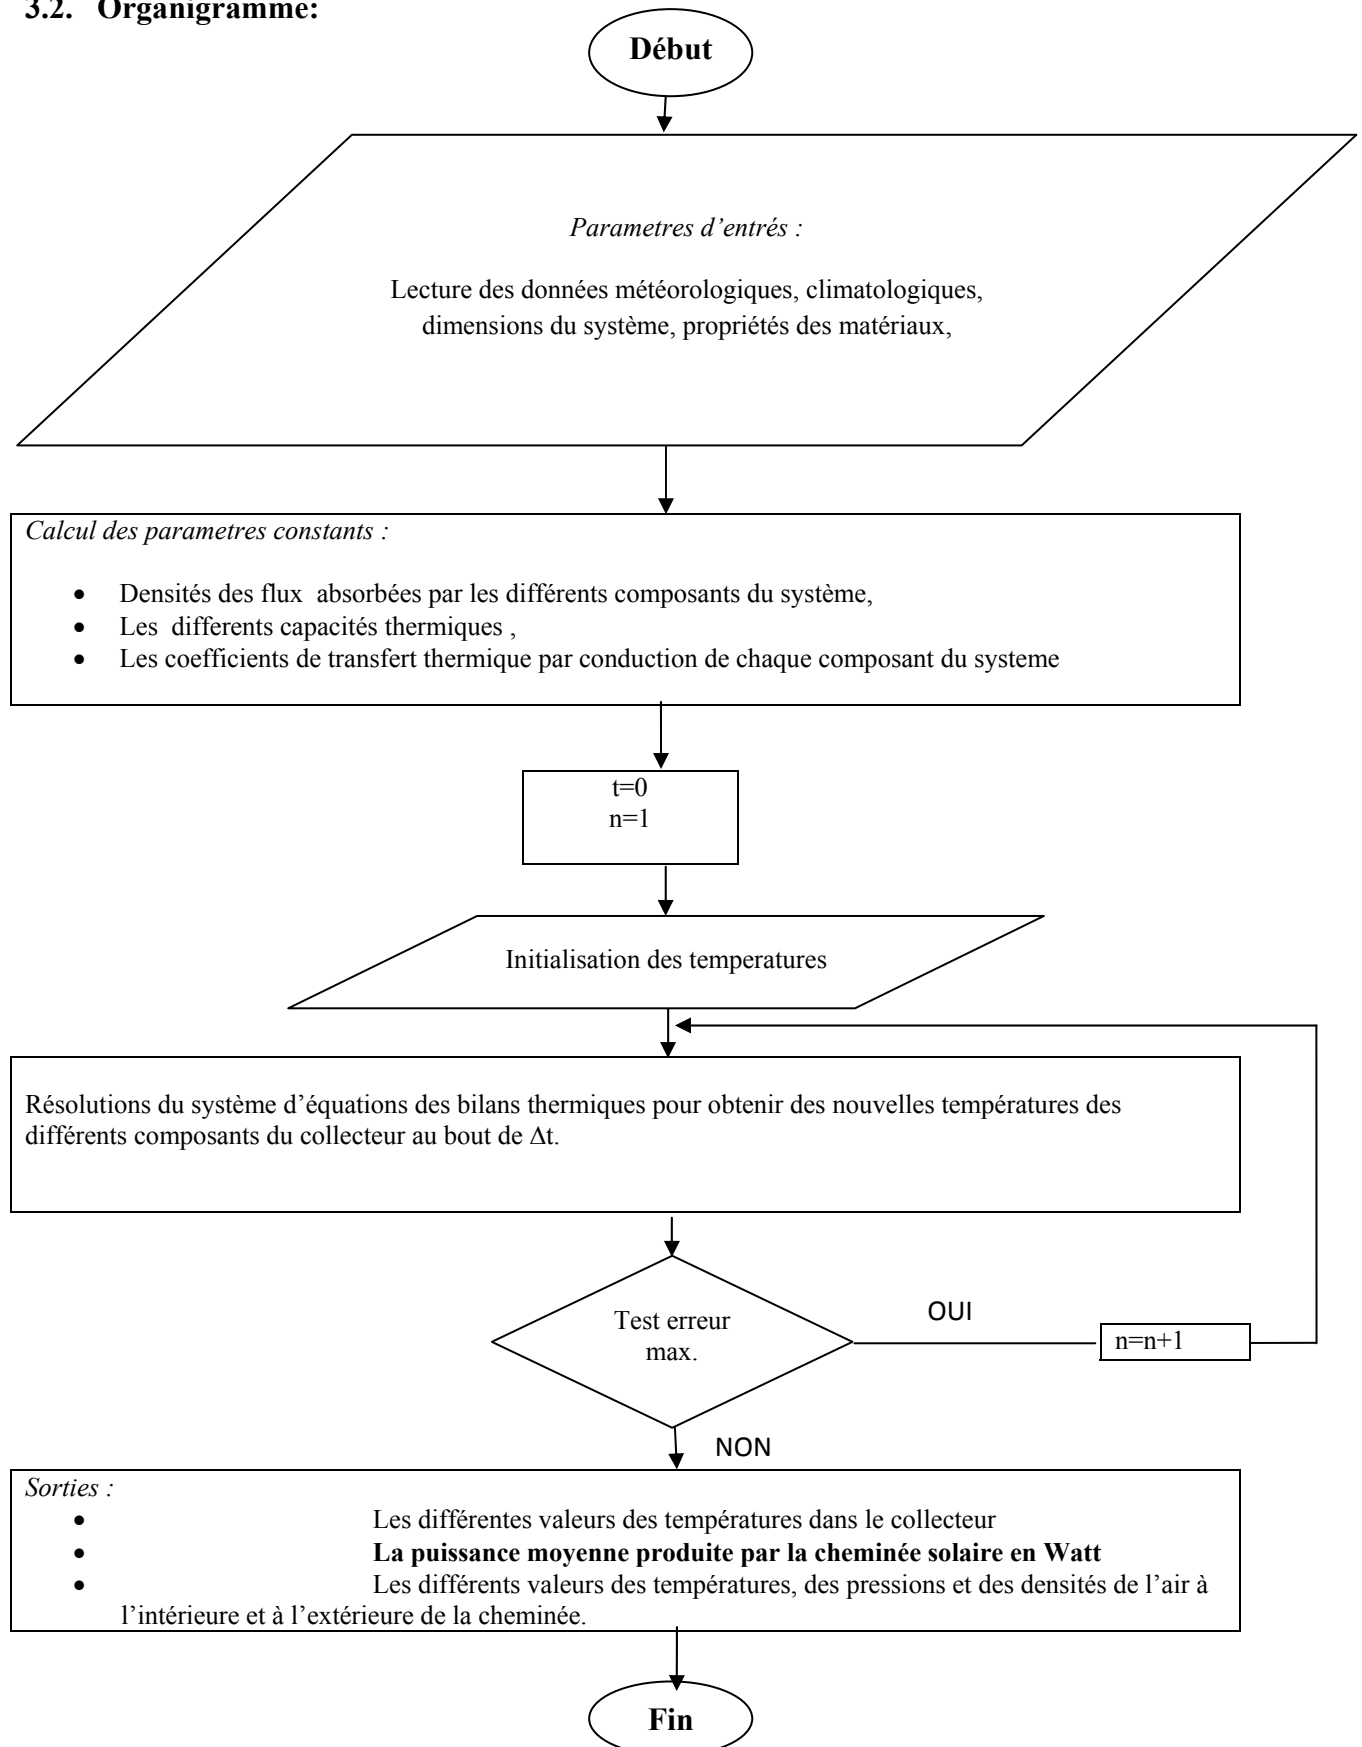 3.2. Organigramme:
Début
Parametres d’entrés :
Lecture des données météorologiques, climatologiques,
dimensions du système, propriétés des matériaux,
Calcul des parametres constants :
• Densités des flux absorbées par les différents composants du système,
• Les differents capacités thermiques ,
• Les coefficients de transfert thermique par conduction de chaque composant du systeme
t=0
n=1
Initialisation des temperatures
Résolutions du système d’équations des bilans thermiques pour obtenir des nouvelles températures des
différents composants du collecteur au bout de Δt.
Test erreur
max.
OUI
n=n+1
NON
Sorties :
• Les différentes valeurs des températures dans le collecteur
• La puissance moyenne produite par la cheminée solaire en Watt
• Les différents valeurs des températures, des pressions et des densités de l’air à
l’intérieure et à l’extérieure de la cheminée.
Fin